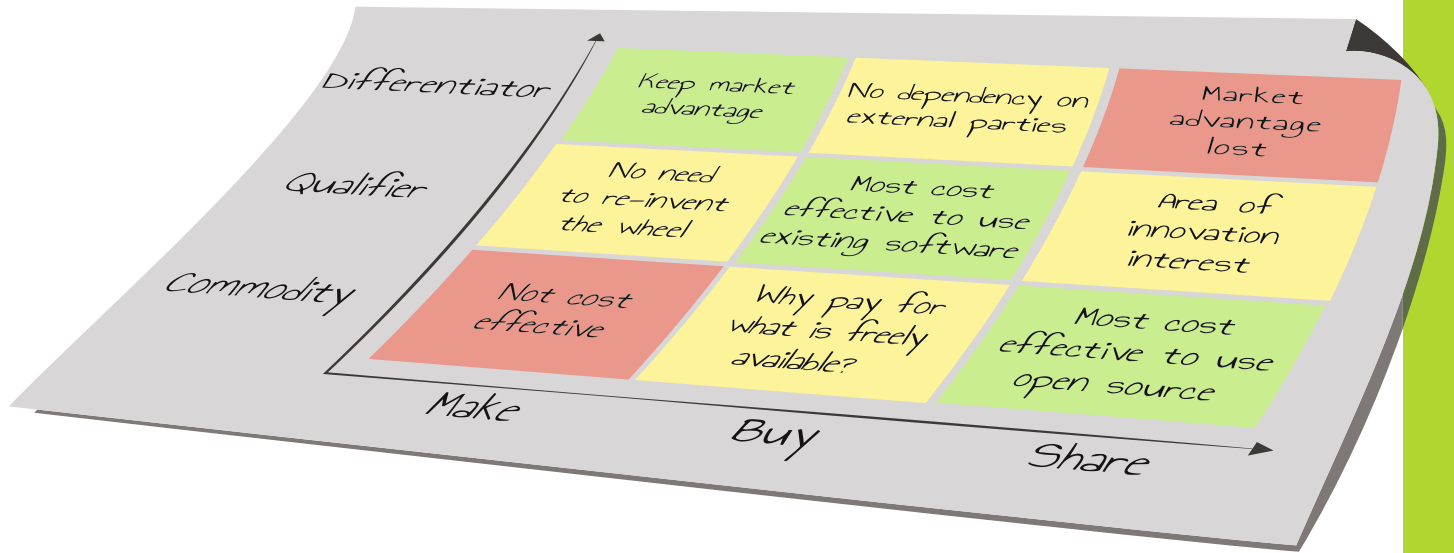 Differentiator
Keep market
advantage
No dependency on
external parties
Market
advantage
lost
Qualifier
No need
to re-invent
the wheel
Most cost
effective to use
existing software
Area of
innovation
interest
Commodity
Not cost
effective
Why pay for
what is freely
available?
Most cost
effective to use
open source
Make
Buy
Share